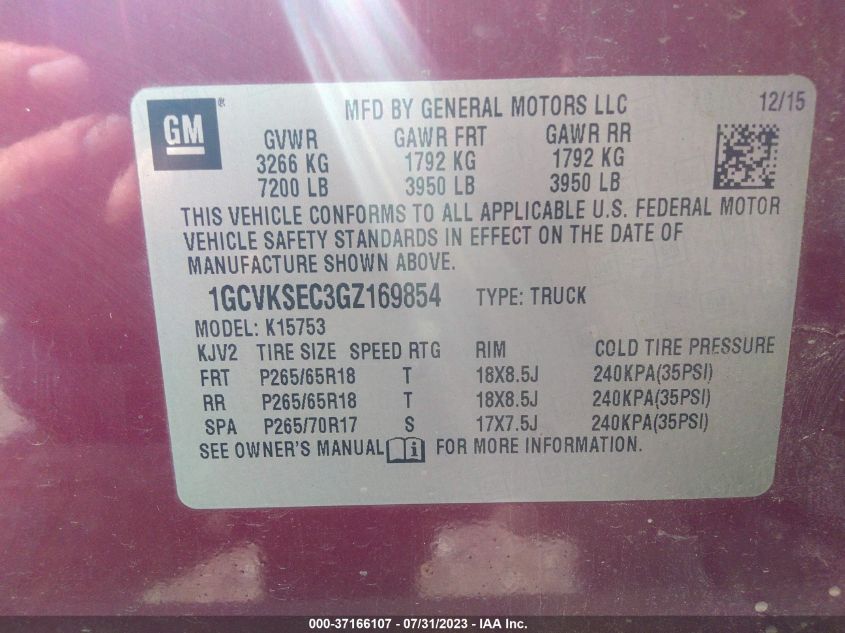 GM ®
MFD BY GENERAL MOTORS LLC 12/15
GVWR GAWR FRT GAWR RR
3266 KG 1792 KG 1792 KG
7200 LB 3950 LB 3950 LB
THIS VEHICLE CONFORMS TO ALL APPLICABLE U.S. FEDERAL MOTOR
VEHICLE SAFETY STANDARDS IN EFFECT ON THE DATE OF
MANUFACTURE SHOWN ABOVE.
1GCVKSEC3GZ169854 TYPE: TRUCK
MODEL: K15753
KJV2 TIRE SIZE SPEED RTG RIM COLD TIRE PRESSURE
FRT P265/65R18 T 18X8.5J 240KPA(35PSI)
RR P265/65R18 T 18X8.5J 240KPA(35PSI)
SPA P265/70R17 S 17X7.5J 240KPA(35PSI)
SEE OWNER'S MANUAL i FOR MORE INFORMATION.
000-37166107 - 07/31/2023 - IAA Inc.